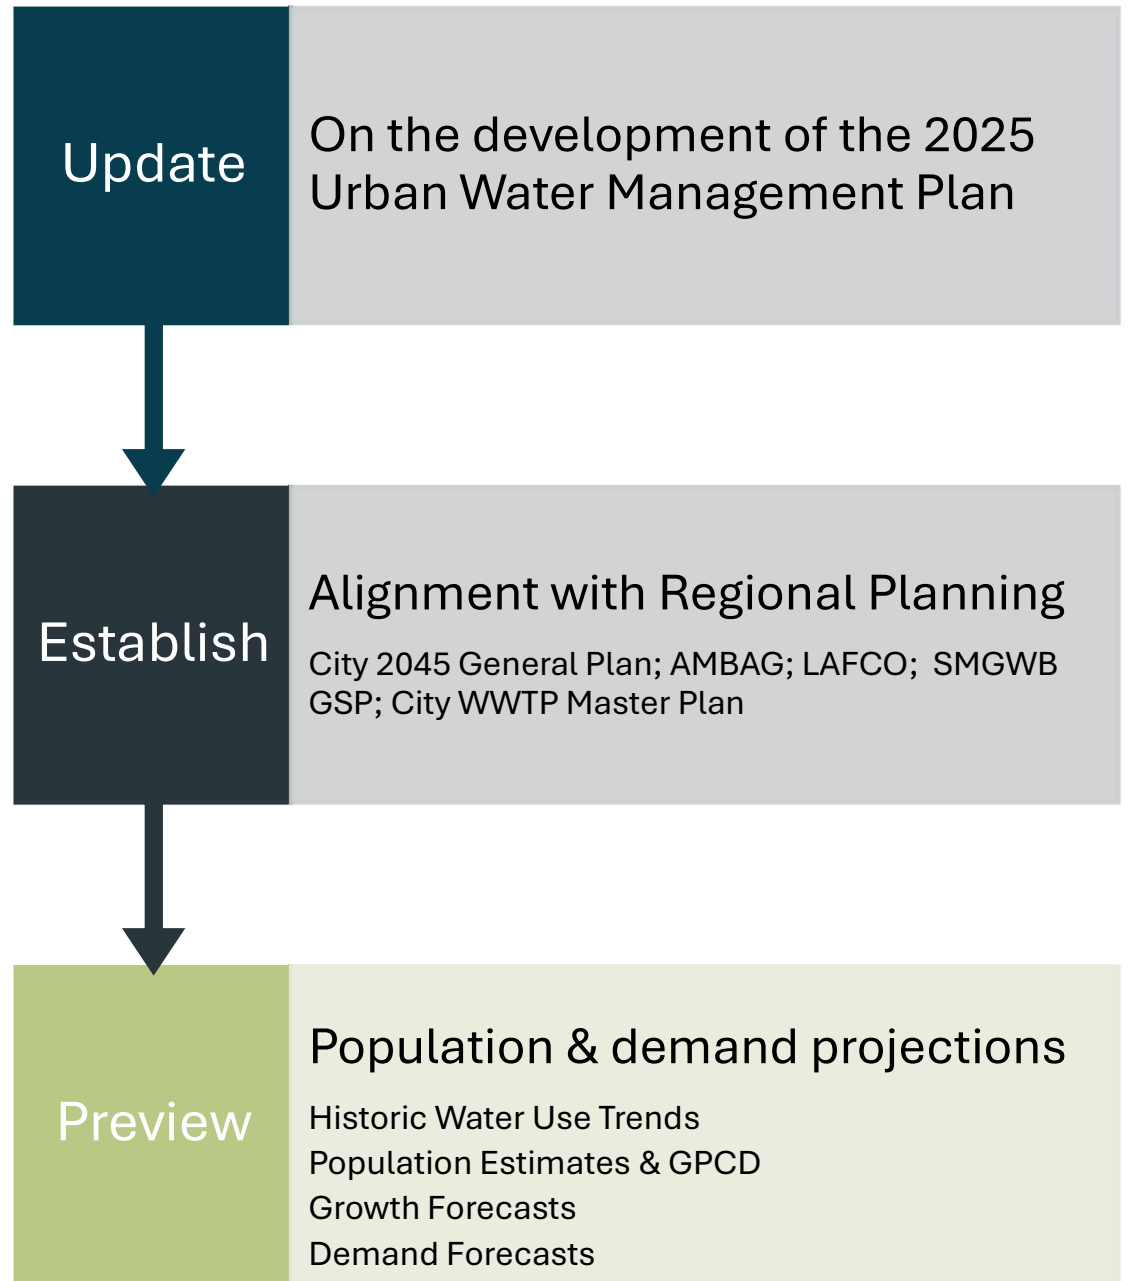 Update
On the development of the 2025
Urban Water Management Plan
Establish
Alignment with Regional Planning
City 2045 General Plan; AMBAG; LAFCO;  SMGWB
GSP; City WWTP Master Plan
Preview
Population & demand projections
Historic Water Use Trends
Population Estimates & GPCD
Growth Forecasts
Demand Forecasts